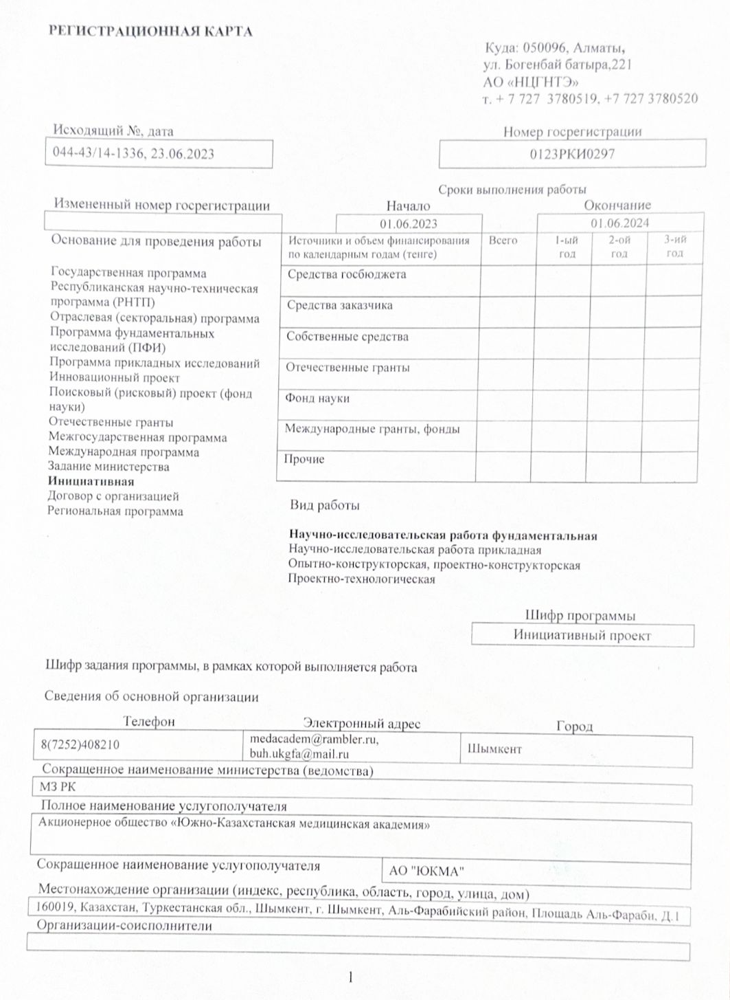 РЕГИСТРАЦИОННАЯ КАРТА
Куда: 050096, Алматы,
ул. Богенбай батыра,221
АО «НЦГНТЭ»
т. + 7 727 3780519, +7 727 3780520
Исходящий №, дата
Номер госрегистрации
044-43/14-1336, 23.06.2023
0123РКИ0297
Сроки выполнения работы
Измененный номер госрегистрации
Начало
Окончание
01.06.2023
01.06.2024
Основание для проведения работы
Государственная программа
Республиканская научно-техническая
программа (РНТП)
Отраслевая (секторальная) программа
Программа фундаментальных
исследований (ПФИ)
Программа прикладных исследований
Инновационный проект
Поисковый (рисковый) проект (фонд
науки)
Отечественные гранты
Межгосударственная программа
Международная программа
Задание министерства
Инициативная
Договор с организацией
Региональная программа
Источники и объем финансирования
по календарным годам (тенге)
Всего
1-ый
год
2-ой
год
3-ий
год
Средства госбюджета
Средства заказчика
Собственные средства
Отечественные гранты
Фонд науки
Международные гранты, фонды
Прочие
Вид работы
Научно-исследовательская работа фундаментальная
Научно-исследовательская работа прикладная
Опытно-конструкторская, проектно-конструкторская
Проектно-технологическая
Шифр программы
Инициативный проект
Шифр задания программы, в рамках которой выполняется работа
Сведения об основной организации
Телефон
Электронный адрес
Город
8(7252)408210
medacadem@rambler.ru,
buh.ukgfa@mail.ru
Шымкент
Сокращенное наименование министерства (ведомства)
МЗ РК
Полное наименование услугополучателя
Акционерное общество «Южно-Казахстанская медицинская академия»
Сокращенное наименование услугополучателя
АО "ЮКМА"
Местонахождение организации (индекс, республика, область, город, улица, дом)
160019, Казахстан, Туркестанская обл., Шымкент, г. Шымкент, Аль-Фарабийский район, Площадь Аль-Фараби, Д.1
Организации-соисполнители
1